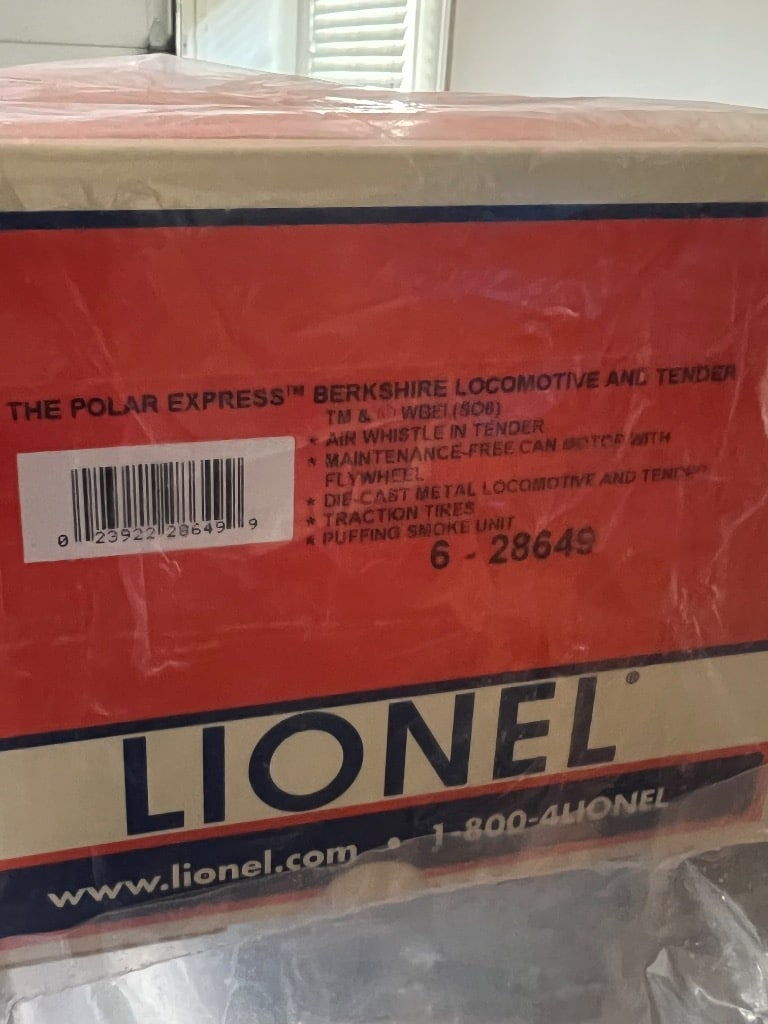 THE POLAR EXPRESS™ BERKSHIRE LOCOMOTIVE AND TENDER
TM & © WBEI (S06)
* AIR WHISTLE IN TENDER
* MAINTENANCE-FREE CAN MOTOR WITH
FLYWHEEL
* DIE-CAST METAL LOCOMOTIVE AND TENDER
* TRACTION TIRES
* PUFFING SMOKE UNIT
6 - 28649
0 23922 28649 9
LIONEL®
www.lionel.com • 1-800-4LIONEL